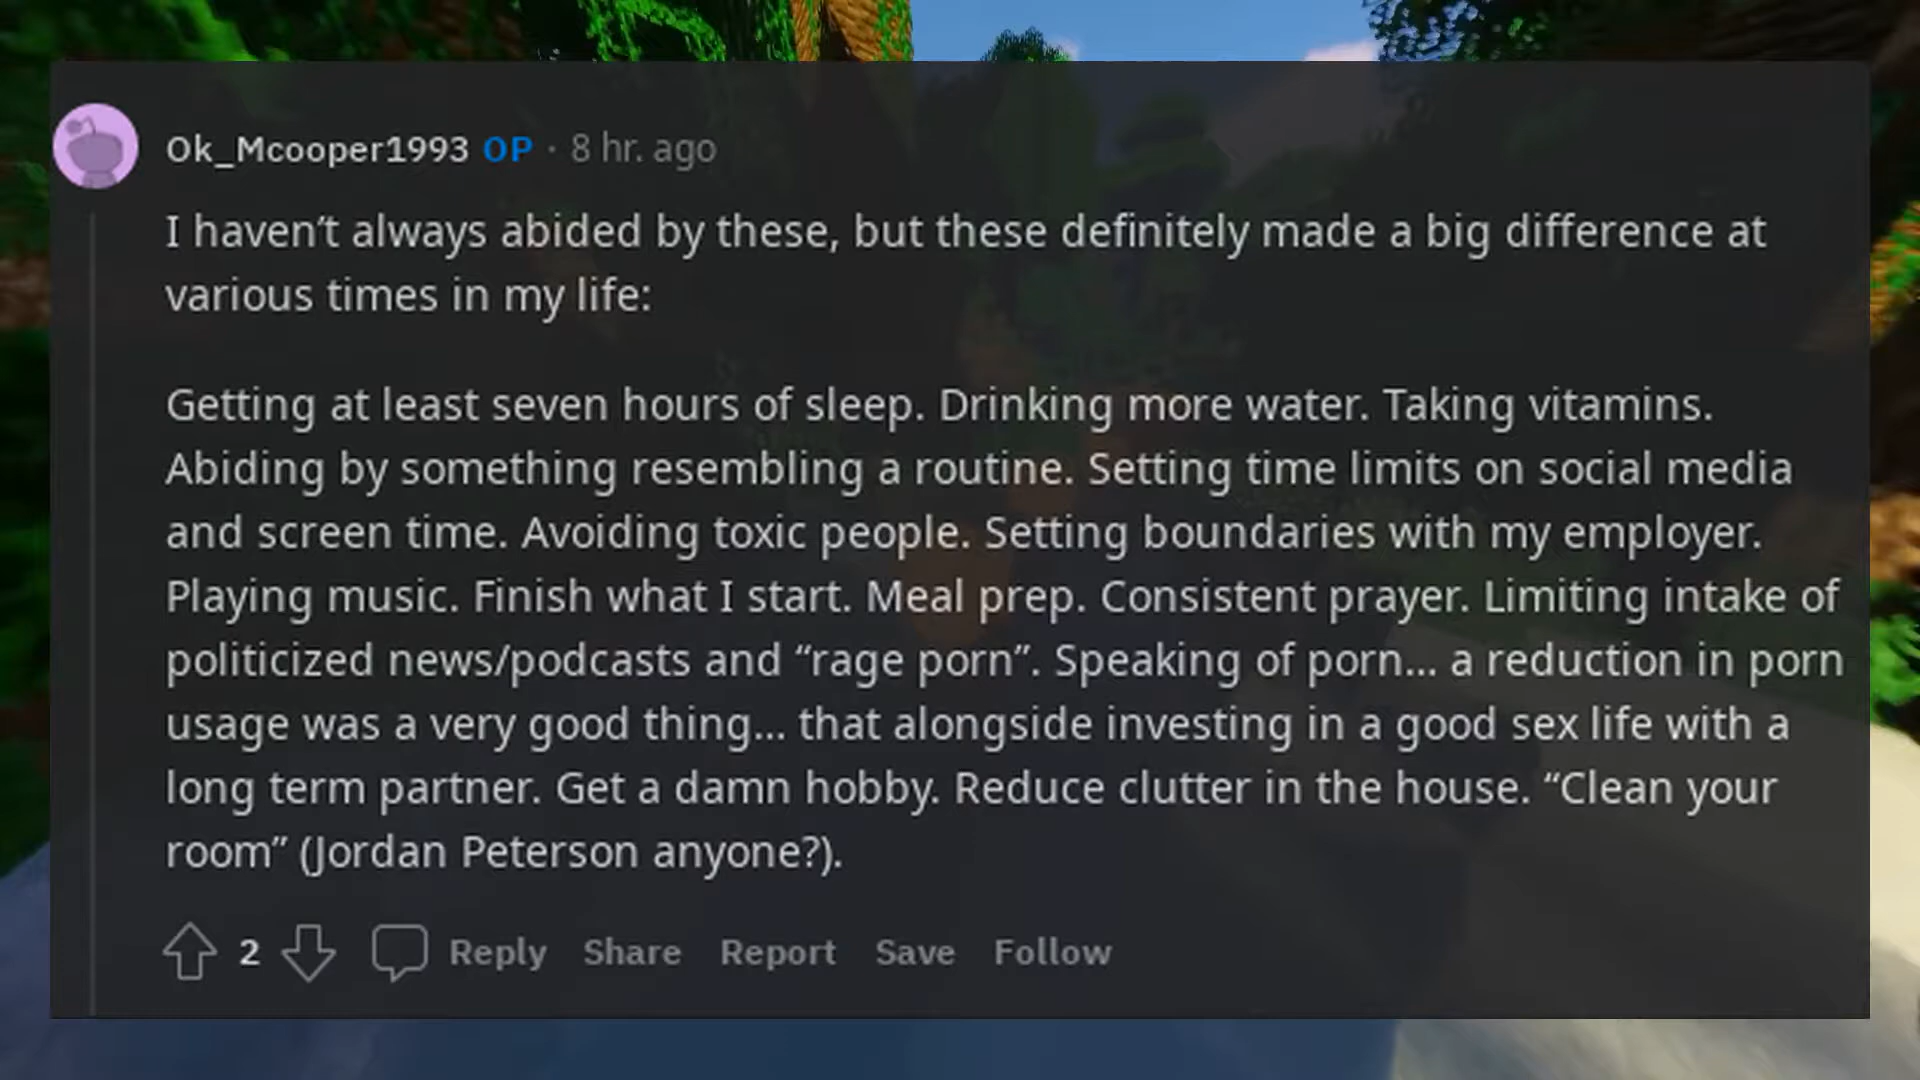 Ok_Mcooper1993 OP · 8 hr. ago
I haven’t always abided by these, but these definitely made a big difference at
various times in my life:
Getting at least seven hours of sleep. Drinking more water. Taking vitamins.
Abiding by something resembling a routine. Setting time limits on social media
and screen time. Avoiding toxic people. Setting boundaries with my employer.
Playing music. Finish what I start. Meal prep. Consistent prayer. Limiting intake of
politicized news/podcasts and “rage porn”. Speaking of porn... a reduction in porn
usage was a very good thing... that alongside investing in a good sex life with a
long term partner. Get a damn hobby. Reduce clutter in the house. “Clean your
room” (Jordan Peterson anyone?).
2 Reply Share Report Save Follow